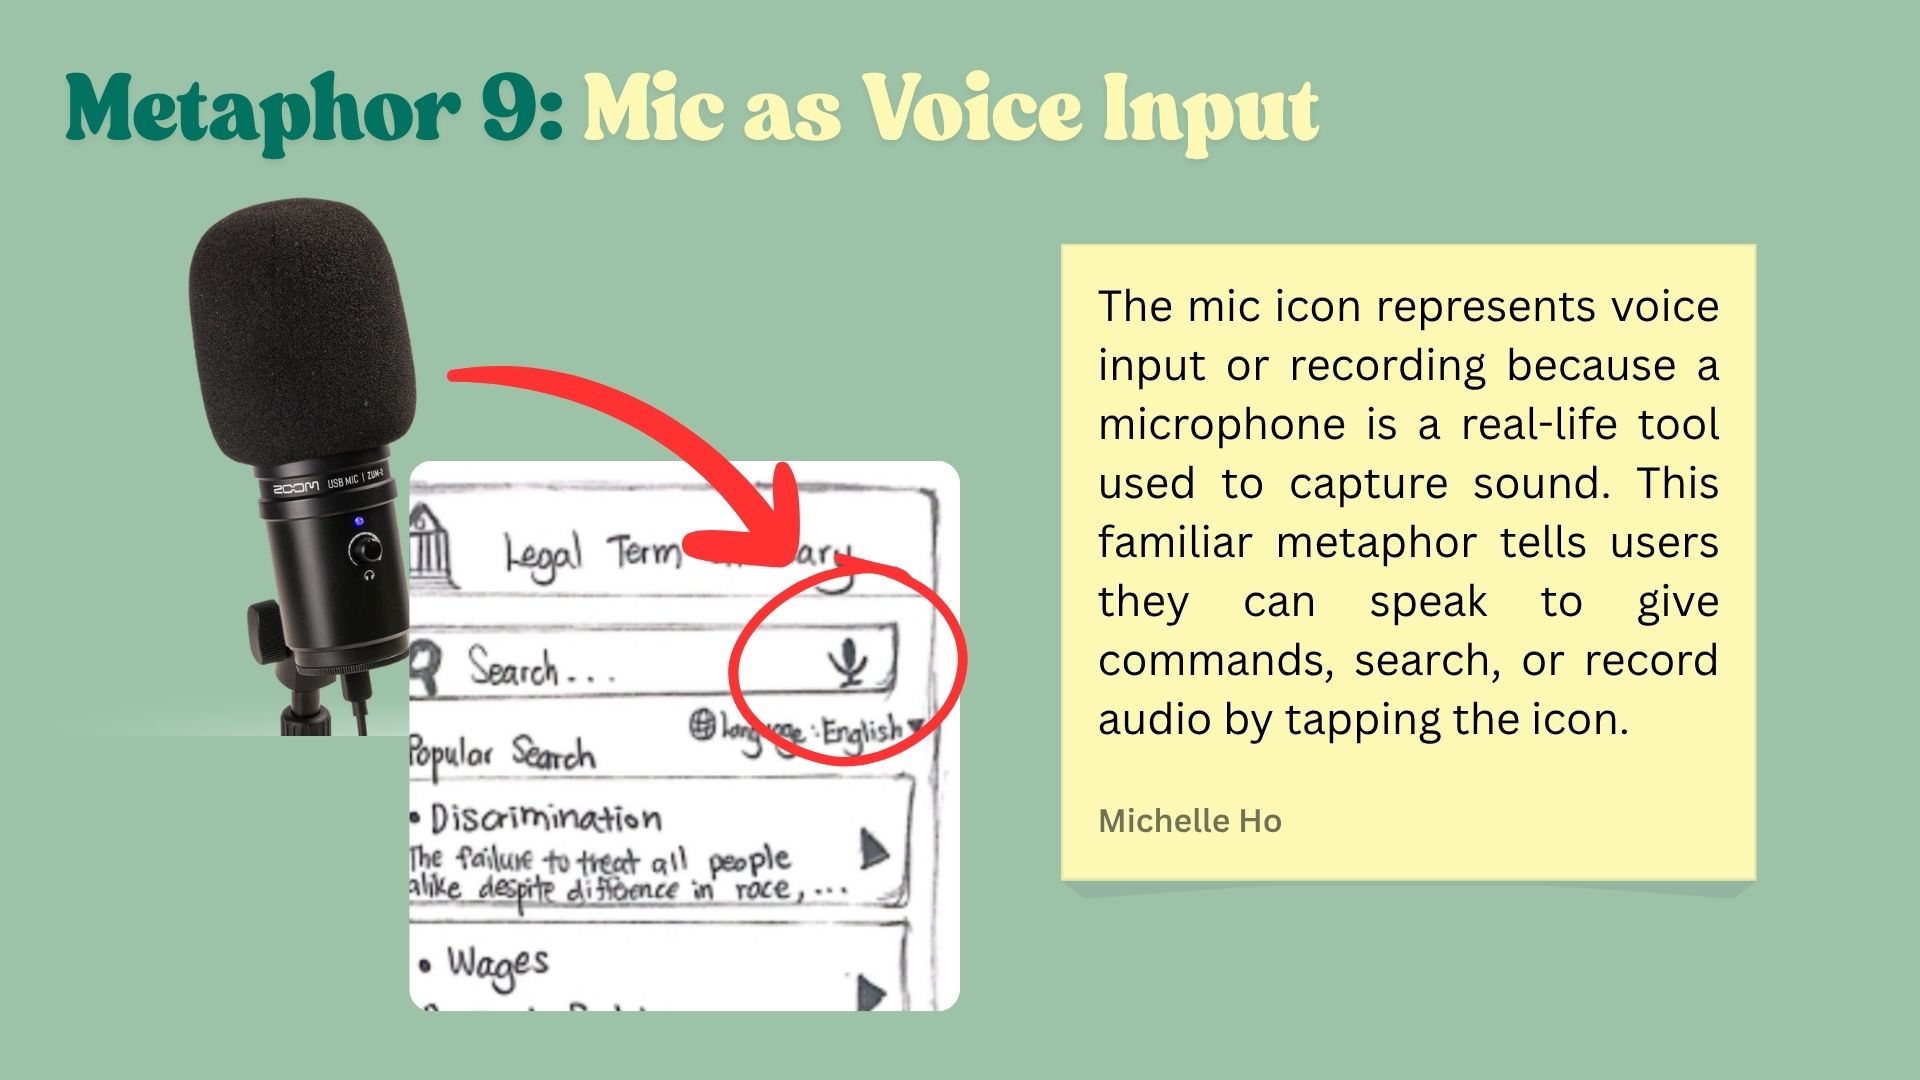 Metaphor 9: Mic as Voice Input
ZOOM USB MIC | ZUM-2
Legal Term ary
Search...
language: English
Popular Search
• Discrimination
The failure to treat all people
alike despite diffence in race, ...
• Wages
The mic icon represents voice
input or recording because a
microphone is a real-life tool
used to capture sound. This
familiar metaphor tells users
they can speak to give
commands, search, or record
audio by tapping the icon.
Michelle Ho